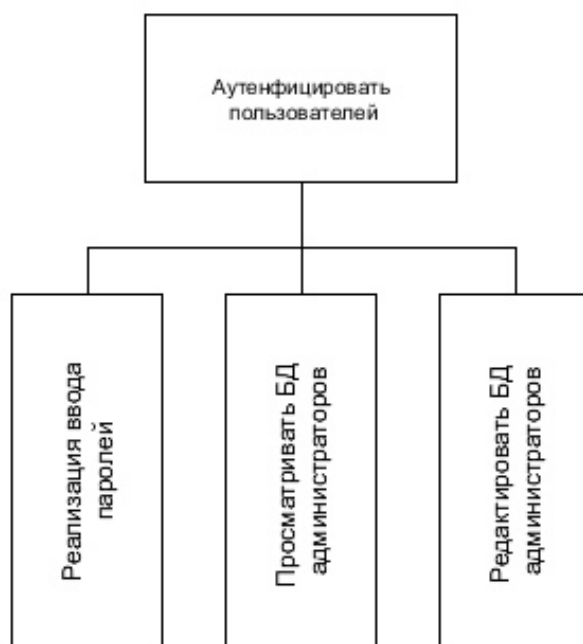 Аутенфицировать
пользователей
Реализация ввода
паролей
Просматривать БД
администраторов
Редактировать БД
администраторов